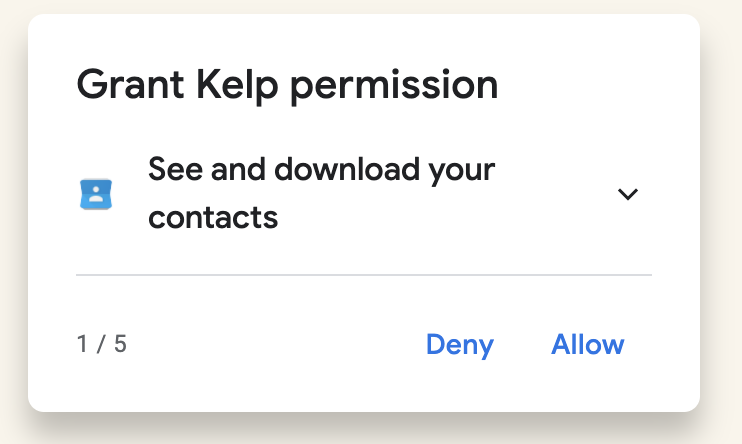 Grant Kelp permission
See and download your
contacts
1 / 5
Deny
Allow